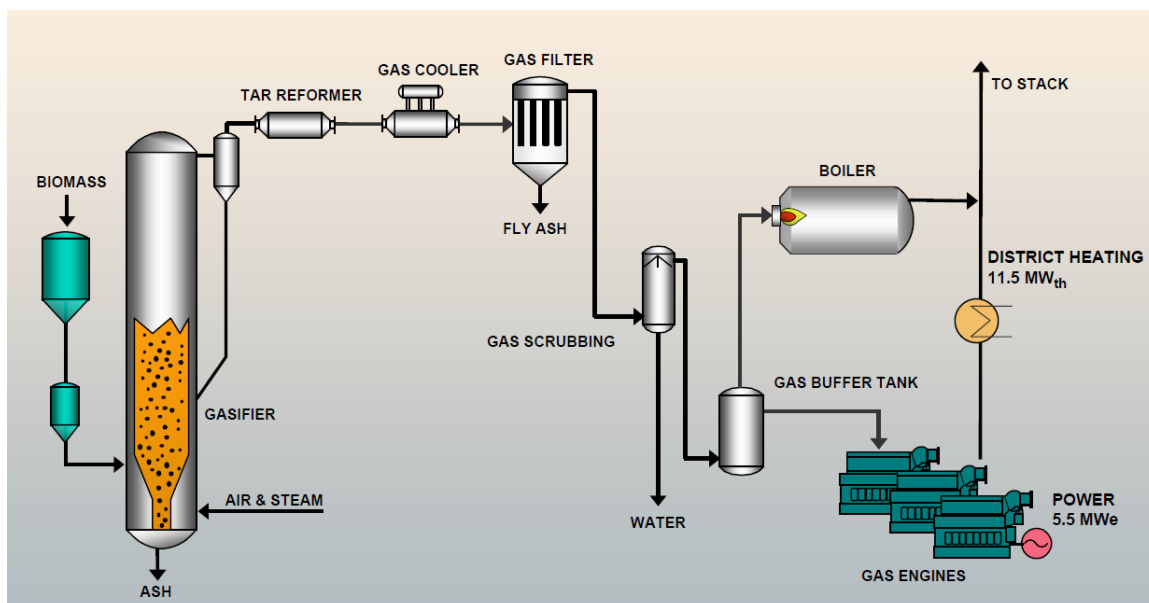 GAS FILTER
GAS COOLER
TAR REFORMER
TO STACK
BIOMASS
BOILER
FLY ASH
DISTRICT HEATING
11.5 MWth
GAS SCRUBBING
GAS BUFFER TANK
GASIFIER
AIR & STEAM
POWER
5.5 MWe
WATER
GAS ENGINES
ASH